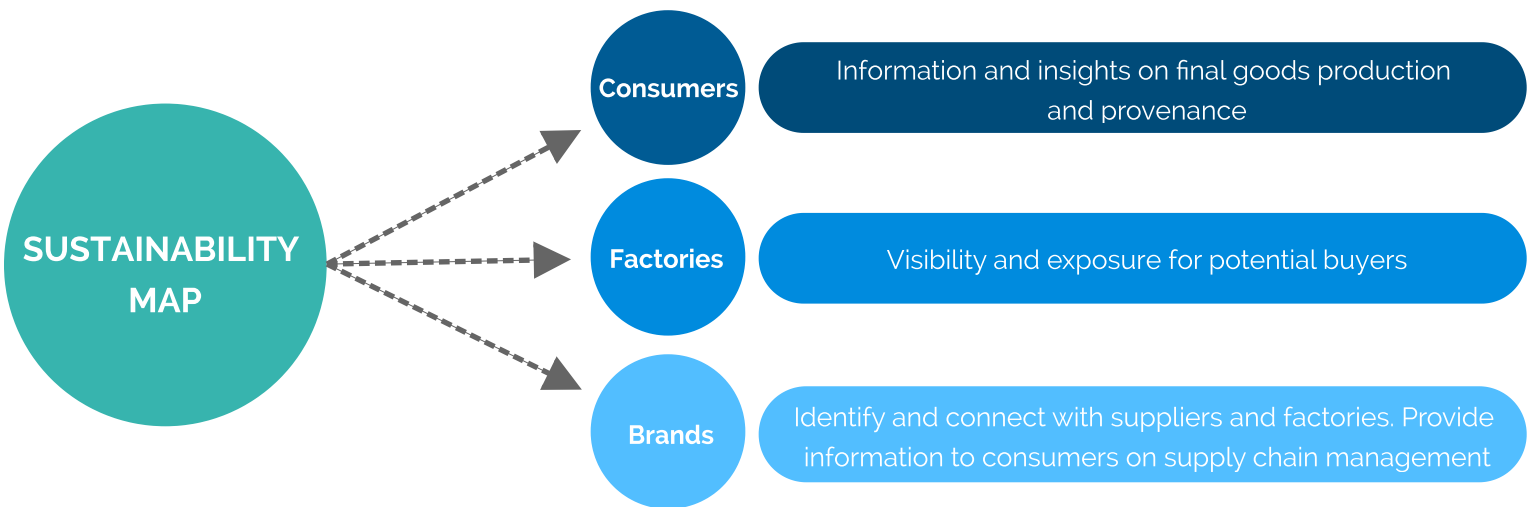 SUSTAINABILITY
MAP
Consumers
Information and insights on final goods production
and provenance
Factories
Visibility and exposure for potential buyers
Brands
Identify and connect with suppliers and factories. Provide
information to consumers on supply chain management